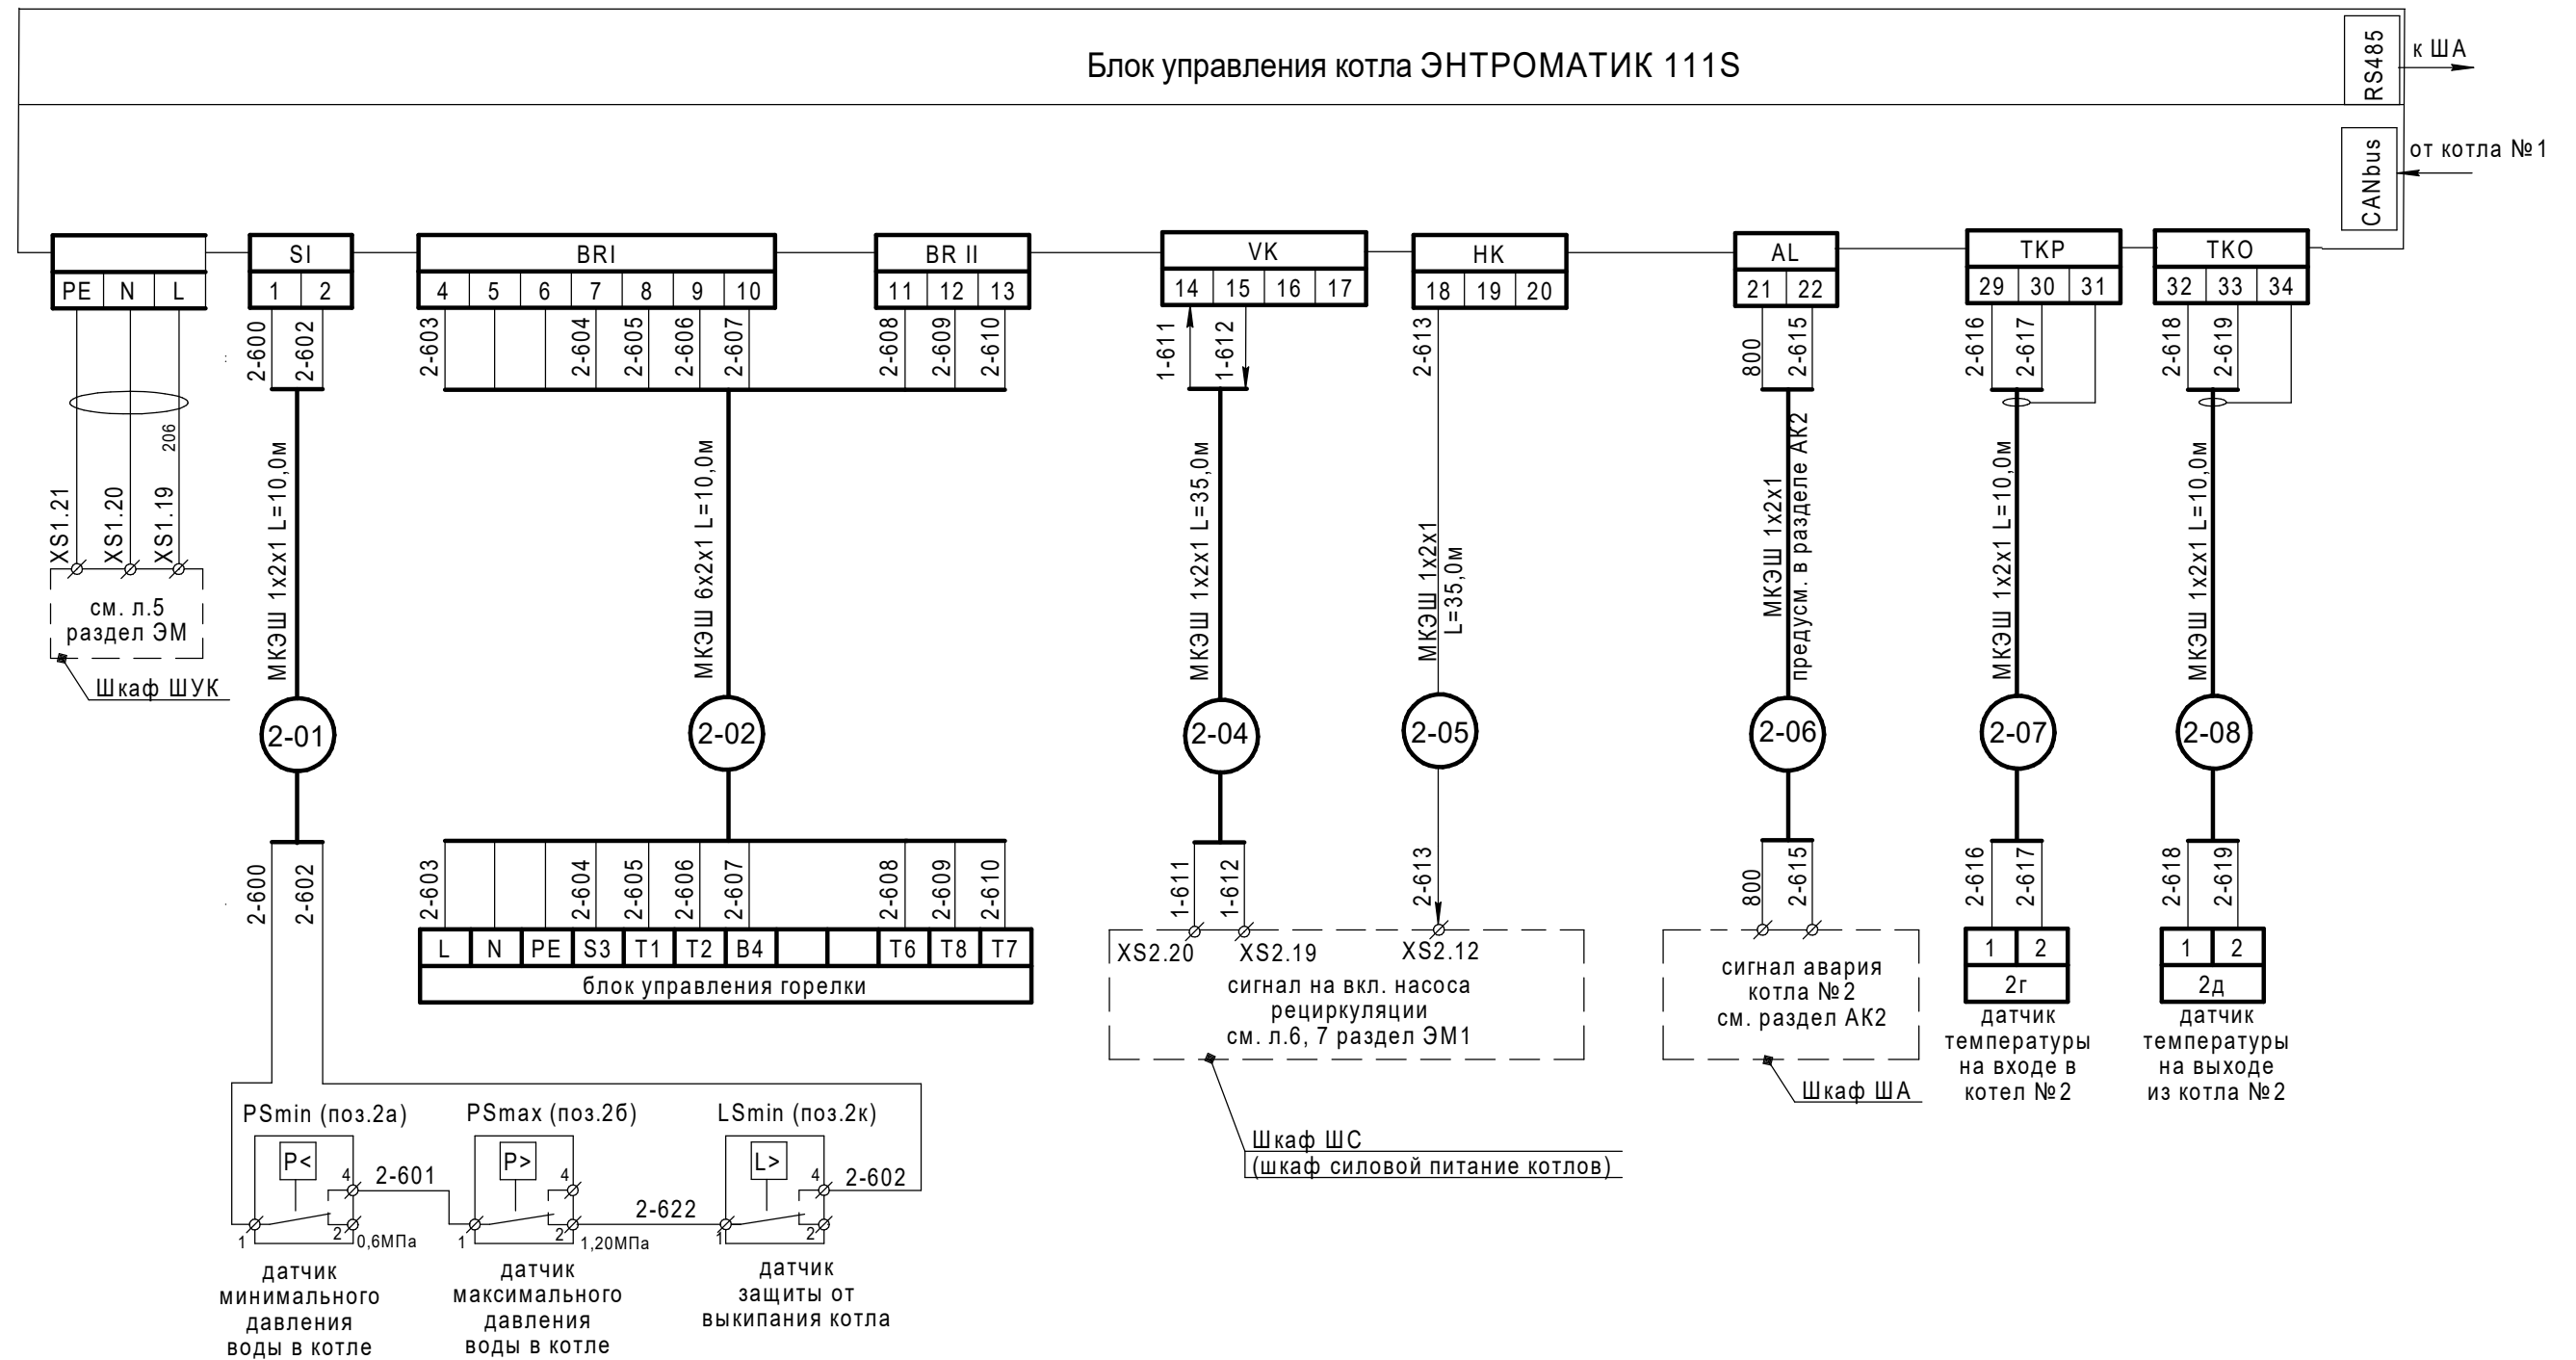 Блок управления котла ЭНТРОМАТИК 111S
RS485
к ША
CANbus
от котла №1
PE N L
SI
1 2
BRI
4 5 6 7 8 9 10
BR II
11 12 13
VK
14 15 16 17
HK
18 19 20
AL
21 22
TKP
29 30 31
TKO
32 33 34
2-600 2-602
2-603 2-604 2-605 2-606 2-607
2-608 2-609 2-610
1-611 1-612
2-613
800 2-615
2-616 2-617
2-618 2-619
206
XS1.21 XS1.20 XS1.19
см. л.5
раздел ЭМ
Шкаф ШУК
МКЭШ 1x2x1 L=10,0м
МКЭШ 6x2x1 L=10,0м
МКЭШ 1x2x1 L=35,0м
МКЭШ 1x2x1
L=35,0м
МКЭШ 1x2x1
предусм. в разделе АК2
МКЭШ 1x2x1 L=10,0м
МКЭШ 1x2x1 L=10,0м
2-01
2-02
2-04
2-05
2-06
2-07
2-08
2-600 2-602
2-603 2-604 2-605 2-606 2-607 2-608 2-609 2-610
1-611 1-612
2-613
800 2-615
2-616 2-617
2-618 2-619
L N PE S3 T1 T2 B4 T6 T8 T7
блок управления горелки
XS2.20 XS2.19 XS2.12
сигнал на вкл. насоса
рециркуляции
см. л.6, 7 раздел ЭМ1
Шкаф ШС
(шкаф силовой питание котлов)
сигнал авария
котла №2
см. раздел АК2
Шкаф ША
1 2
2г
датчик
температуры
на входе в
котел №2
1 2
2д
датчик
температуры
на выходе
из котла №2
PSmin (поз.2а)
P<
4
2-601
1
2
0,6МПа
датчик
минимального
давления
воды в котле
PSmax (поз.2б)
P>
4
2-622
1
2
1,20МПа
датчик
максимального
давления
воды в котле
LSmin (поз.2к)
L>
4
2-602
1
2
датчик
защиты от
выкипания котла